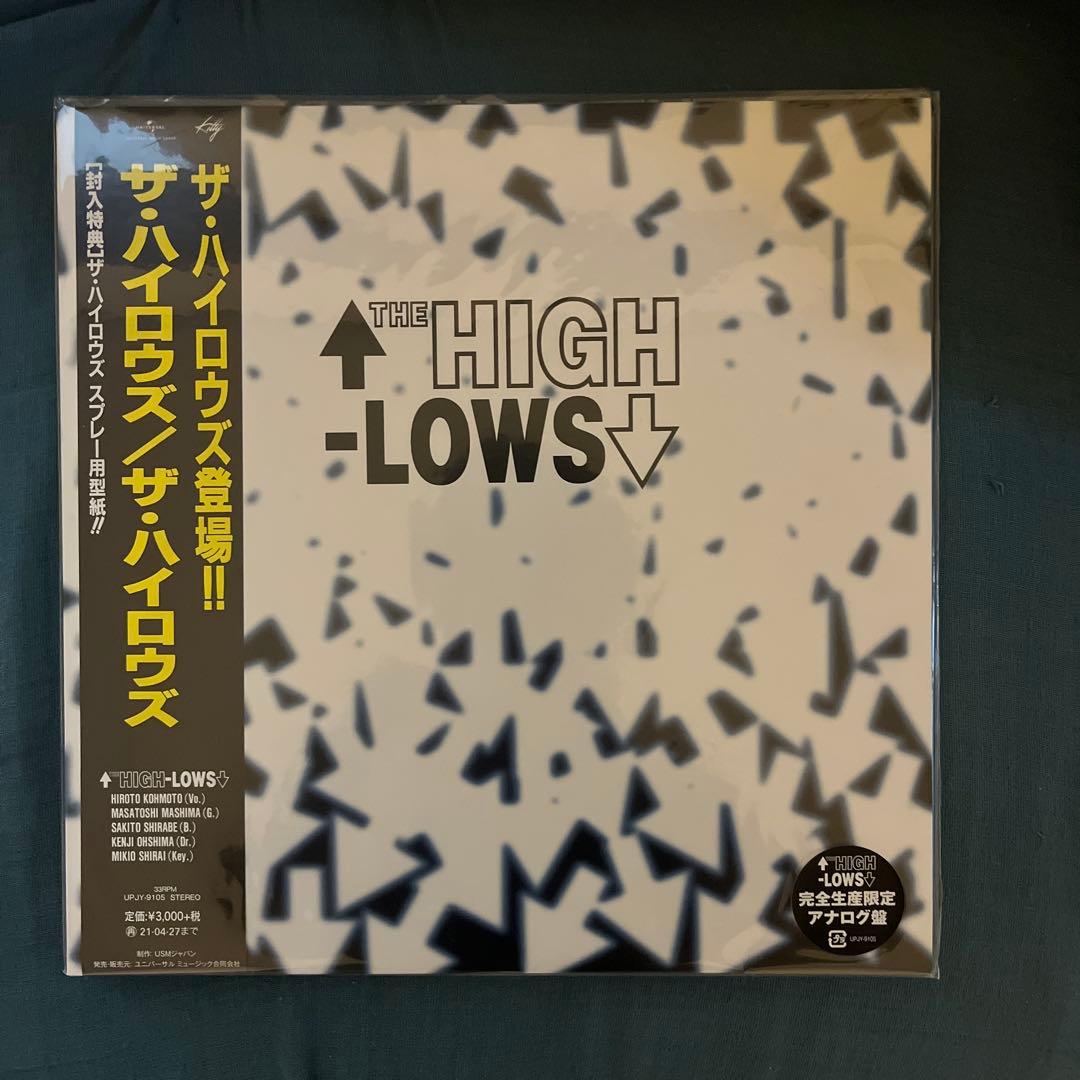 UNIVERSAL
Kitty
ザ・ハイロウズ登場!!
ザ・ハイロウズ/ザ・ハイロウズ
[封入特典]ザ・ハイロウズ スプレー用型紙!!
↑THE HIGH-LOWS↓
HIROTO KOHMOTO (Vo.)
MASATOSHI MASHIMA (G.)
SAKITO SHIRABE (B.)
KENJI OHSHIMA (Dr.)
MIKIO SHIRAI (Key.)
33RPM
UPJY-9105 STEREO
定価:¥3,000+税
再 21・04・27まで
制作: USMジャパン
発売・販売元: ユニバーサル ミュージック合同会社
↑THE HIGH
-LOWS↓
↑THE HIGH
-LOWS↓
完全生産限定
アナログ盤
UPJY-9105